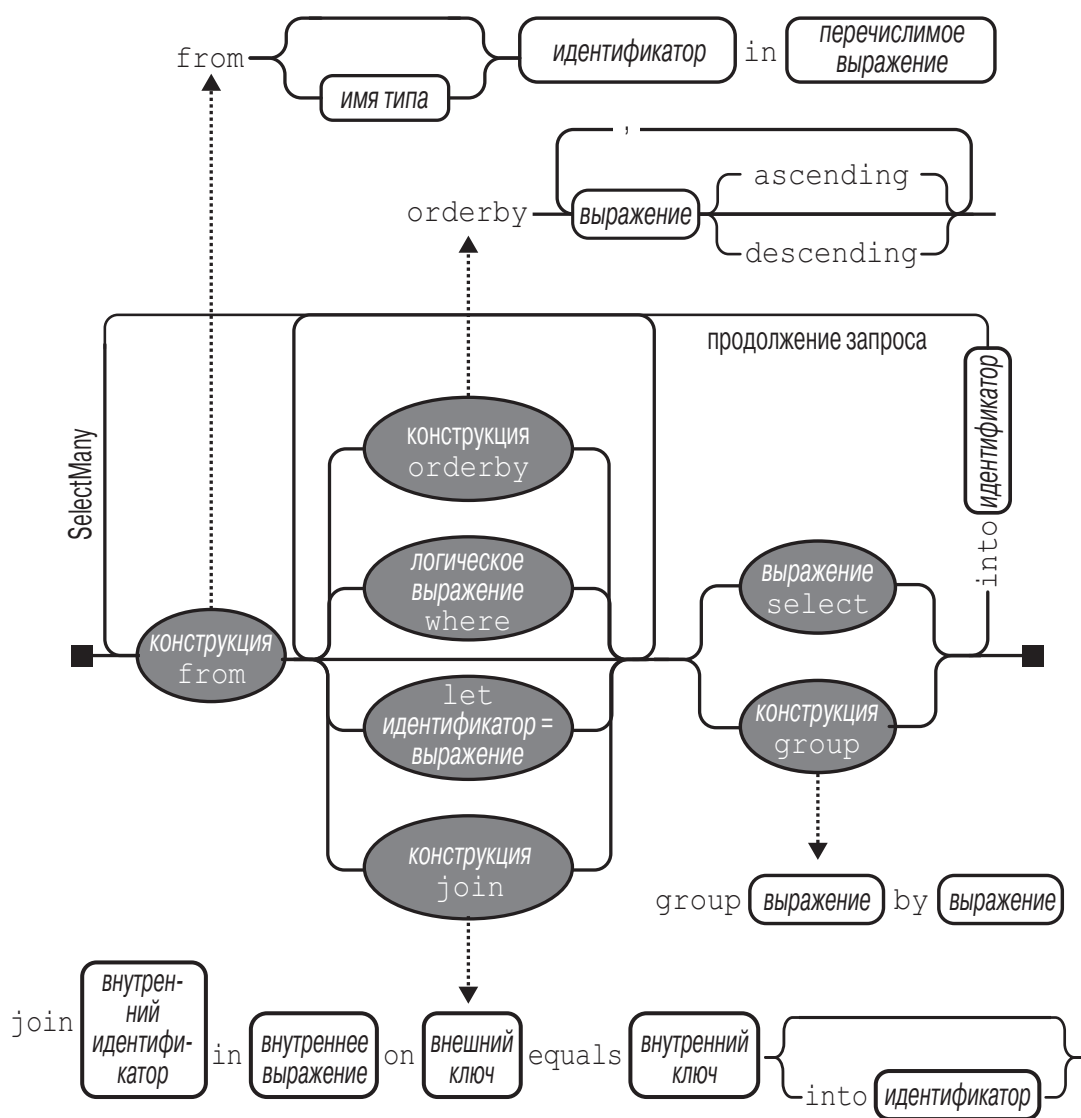 from идентификатор in перечислимое
выражение
имя типа
,
ascending
orderby выражение
descending
продолжение запроса
идентификатор
into
SelectMany
конструкция
orderby
логическое
выражение
where
выражение
select
конструкция
from
let
идентификатор =
выражение
конструкция
group
конструкция
join
group выражение by выражение
join внутрен-
ний
идентифи-
катор
in внутреннее
выражение
on внешний
ключ
equals внутренний
ключ
into идентификатор